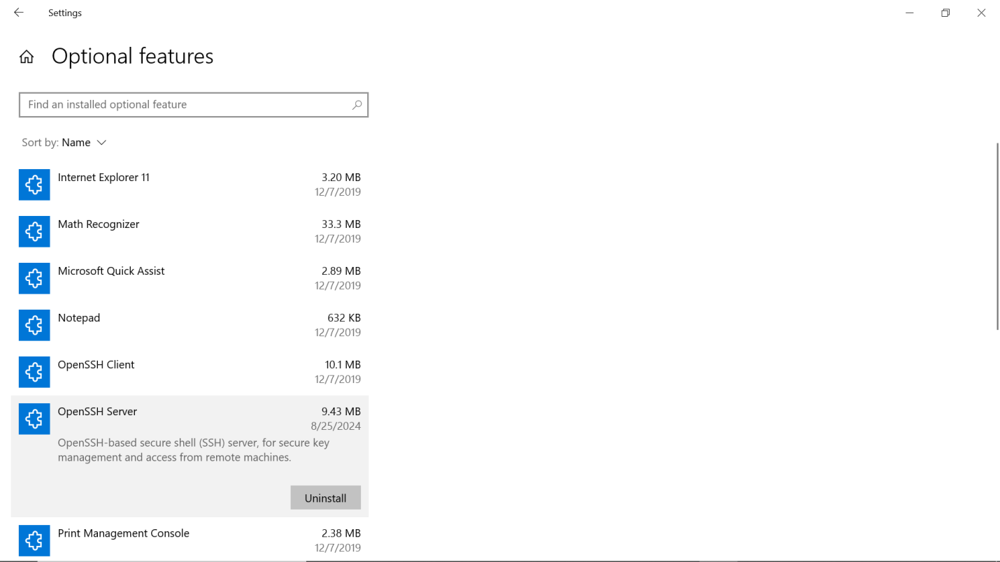 Settings
Optional features
Find an installed optional feature
Sort by: Name
Internet Explorer 11 3.20 MB
12/7/2019
Math Recognizer 33.3 MB
12/7/2019
Microsoft Quick Assist 2.89 MB
12/7/2019
Notepad 632 KB
12/7/2019
OpenSSH Client 10.1 MB
12/7/2019
OpenSSH Server 9.43 MB
8/25/2024
OpenSSH-based secure shell (SSH) server, for secure key
management and access from remote machines.
Uninstall
Print Management Console 2.38 MB
12/7/2019